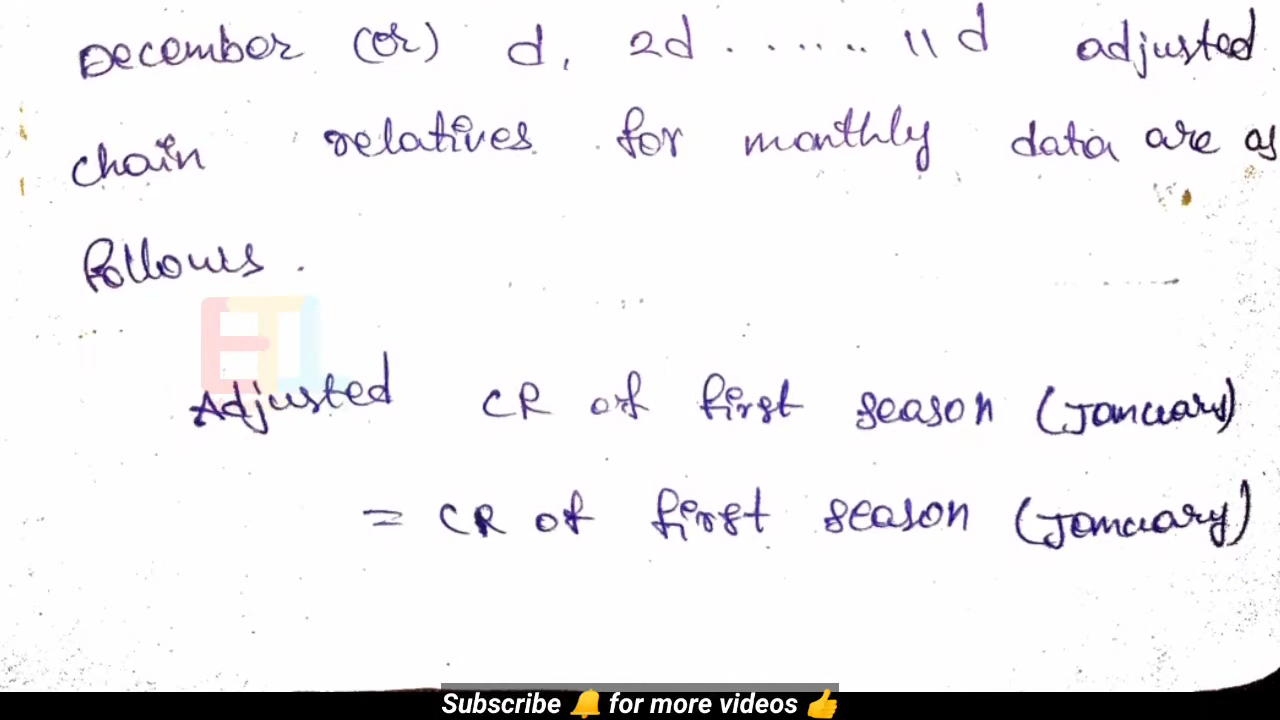 December (or) d, 2d ........ 11d adjusted
chain relatives for monthly data are as
follows.
Adjusted CR of first season (January)
= CR of first season (January)
Subscribe 🔔 for more videos 👍